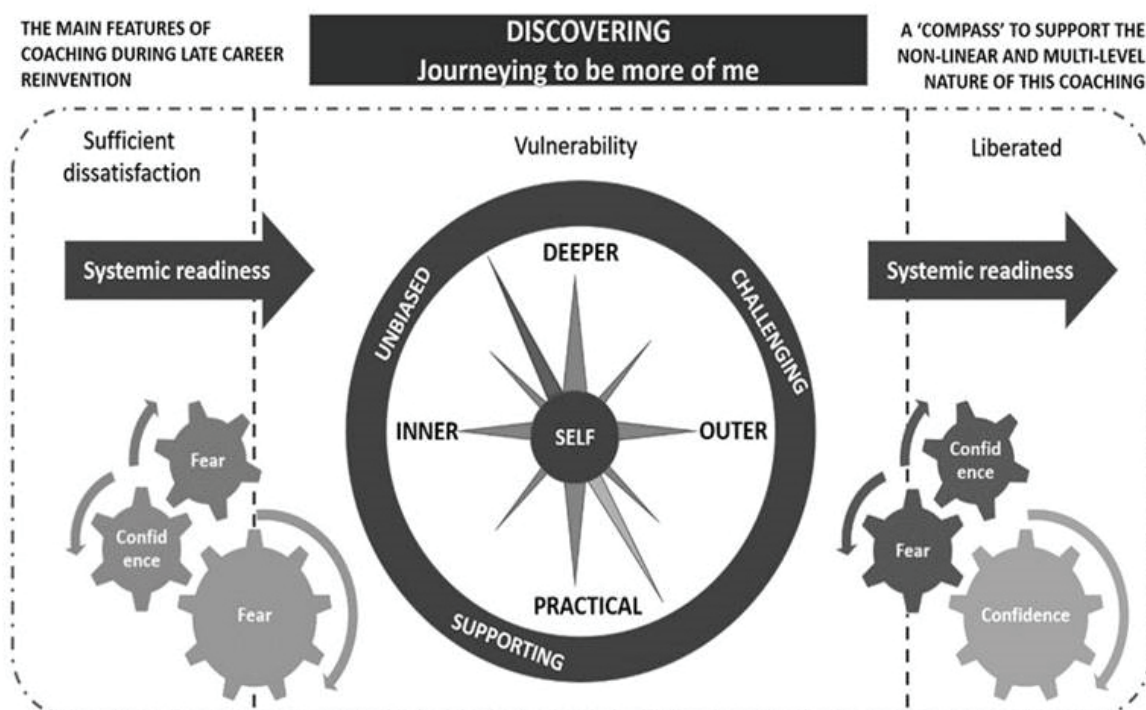 THE MAIN FEATURES OF
COACHING DURING LATE CAREER
REINVENTION
DISCOVERING
Journeying to be more of me
A ‘COMPASS’ TO SUPPORT THE
NON-LINEAR AND MULTI-LEVEL
NATURE OF THIS COACHING
Sufficient
dissatisfaction
Vulnerability
Liberated
Systemic readiness
Systemic readiness
UNBIASED
CHALLENGING
SUPPORTING
DEEPER
INNER
SELF
OUTER
PRACTICAL
Fear
Confid
ence
Fear
Confid
ence
Fear
Confidence